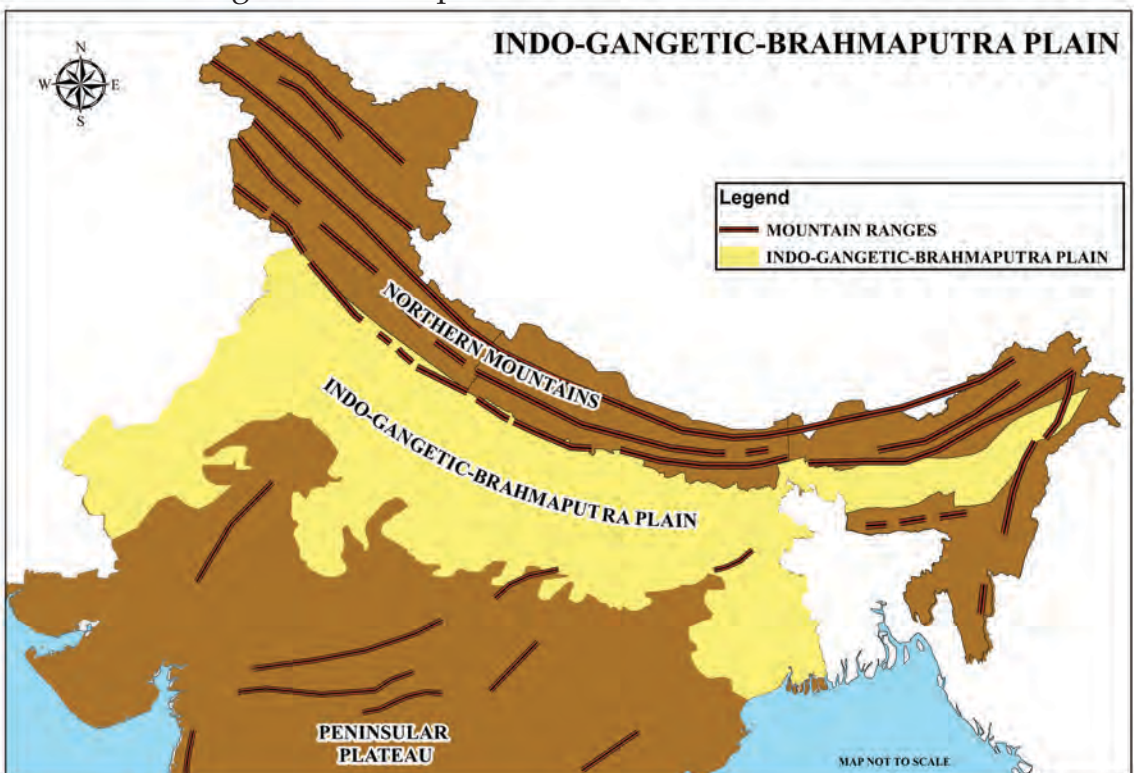 INDO-GANGETIC-BRAHMAPUTRA PLAIN
N
W E
S
Legend
MOUNTAIN RANGES
INDO-GANGETIC-BRAHMAPUTRA PLAIN
NORTHERN MOUNTAINS
INDO-GANGETIC-BRAHMAPUTRA PLAIN
PENINSULAR
PLATEAU
MAP NOT TO SCALE